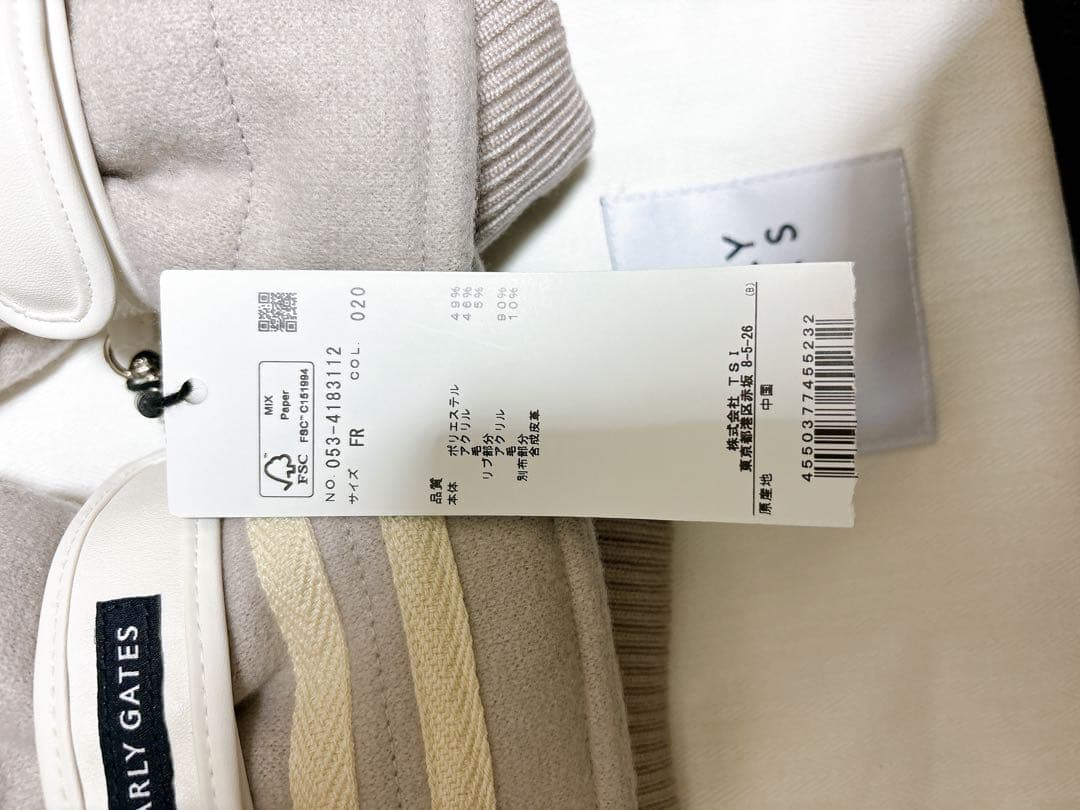 MIX
Paper
FSC
FSC™ C151994
NO. 053-4183112
サイズ FR COL. 020
品質
本体 ポリエステル 49%
アクリル 46%
毛 5%
リブ部分 アクリル 90%
毛 10%
別布部分
合成皮革
株式会社 TSI
東京都港区赤坂 8-5-26
原産地 中国 (B)
4550377455232
ARLY GATES
Y
S